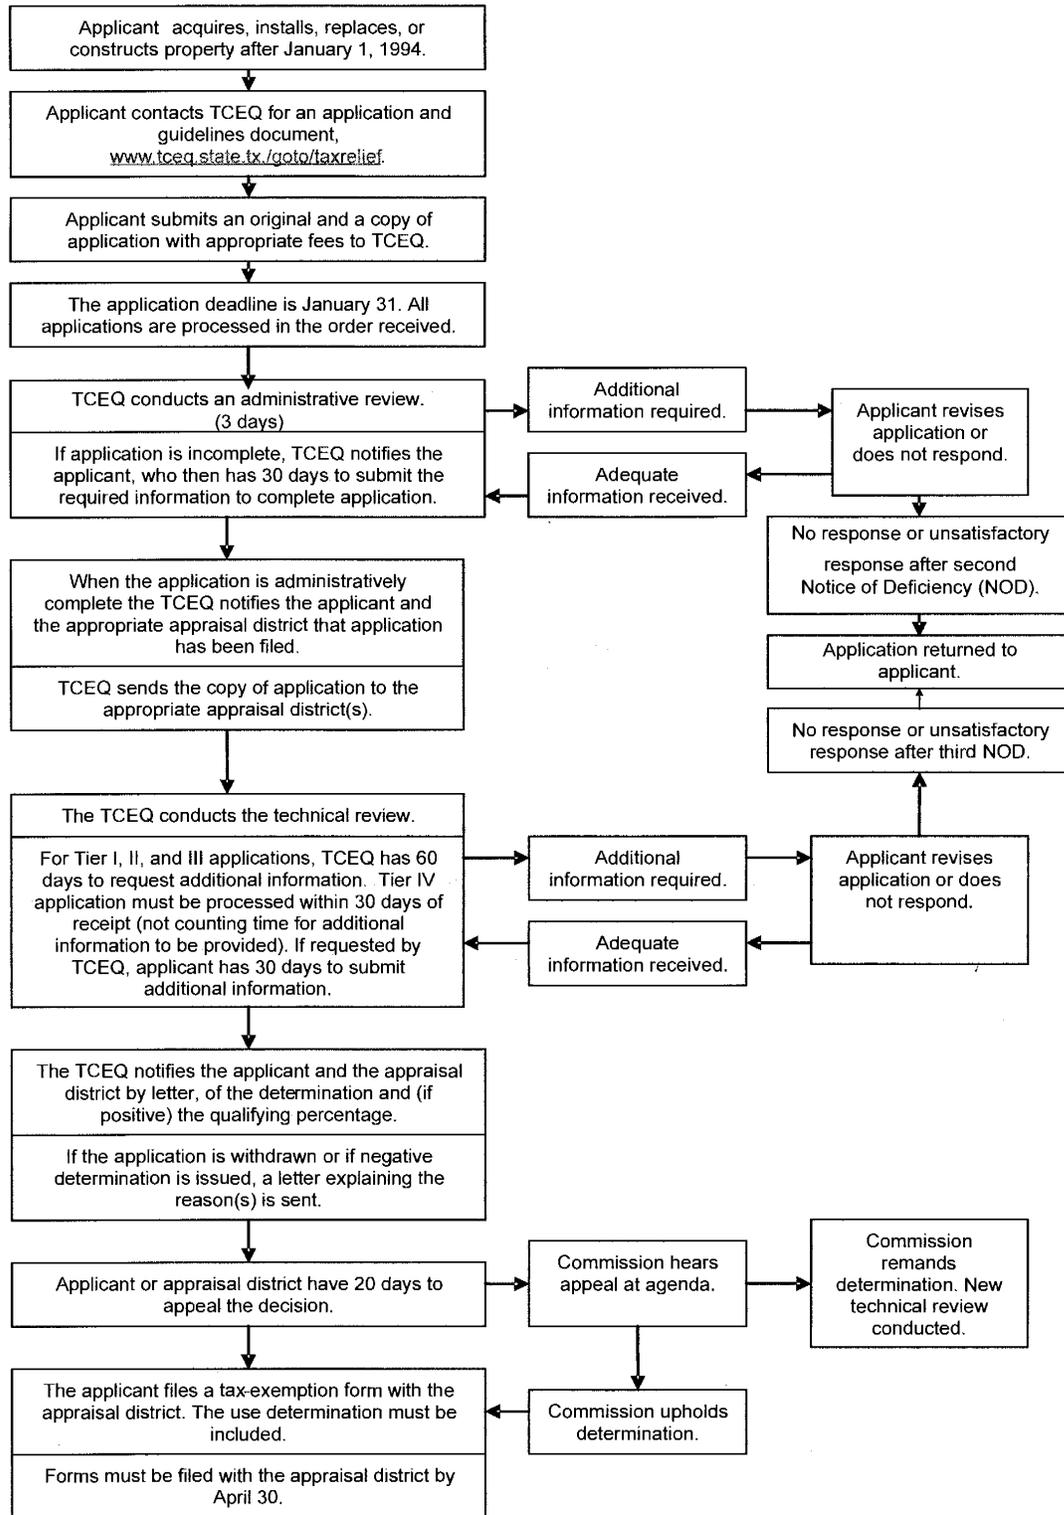 Applicant acquires, installs, replaces, or
constructs property after January 1, 1994.
Applicant contacts TCEQ for an application and
guidelines document,
www.tceq.state.tx./goto/taxrelief.
Applicant submits an original and a copy of
application with appropriate fees to TCEQ.
The application deadline is January 31. All
applications are processed in the order received.
TCEQ conducts an administrative review.
(3 days)
If application is incomplete, TCEQ notifies the
applicant, who then has 30 days to submit the
required information to complete application.
Additional
information required.
Applicant revises
application or
does not respond.
Adequate
information received.
No response or unsatisfactory
response after second
Notice of Deficiency (NOD).
Application returned to
applicant.
No response or unsatisfactory
response after third NOD.
When the application is administratively
complete the TCEQ notifies the applicant and
the appropriate appraisal district that application
has been filed.
TCEQ sends the copy of application to the
appropriate appraisal district(s).
The TCEQ conducts the technical review.
For Tier I, II, and III applications, TCEQ has 60
days to request additional information. Tier IV
application must be processed within 30 days of
receipt (not counting time for additional
information to be provided). If requested by
TCEQ, applicant has 30 days to submit
additional information.
Additional
information required.
Applicant revises
application or does
not respond.
Adequate
information received.
The TCEQ notifies the applicant and the appraisal
district by letter, of the determination and (if
positive) the qualifying percentage.
If the application is withdrawn or if negative
determination is issued, a letter explaining the
reason(s) is sent.
Applicant or appraisal district have 20 days to
appeal the decision.
Commission hears
appeal at agenda.
Commission
remands
determination. New
technical review
conducted.
The applicant files a tax-exemption form with the
appraisal district. The use determination must be
included.
Forms must be filed with the appraisal district by
April 30.
Commission upholds
determination.